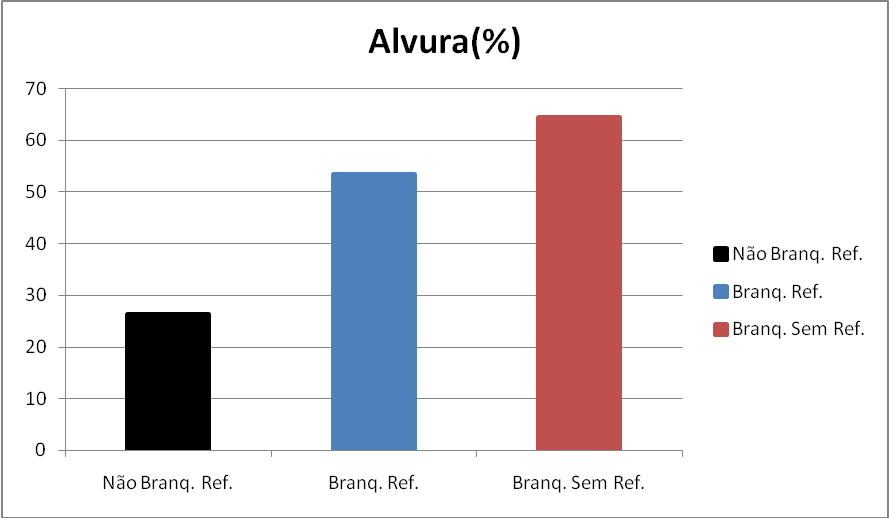 Alvura(%)
70
60
50
40
30
20
10
0
Não Branq. Ref.
Branq. Ref.
Branq. Sem Ref.
Não Branq. Ref.
Branq. Ref.
Branq. Sem Ref.